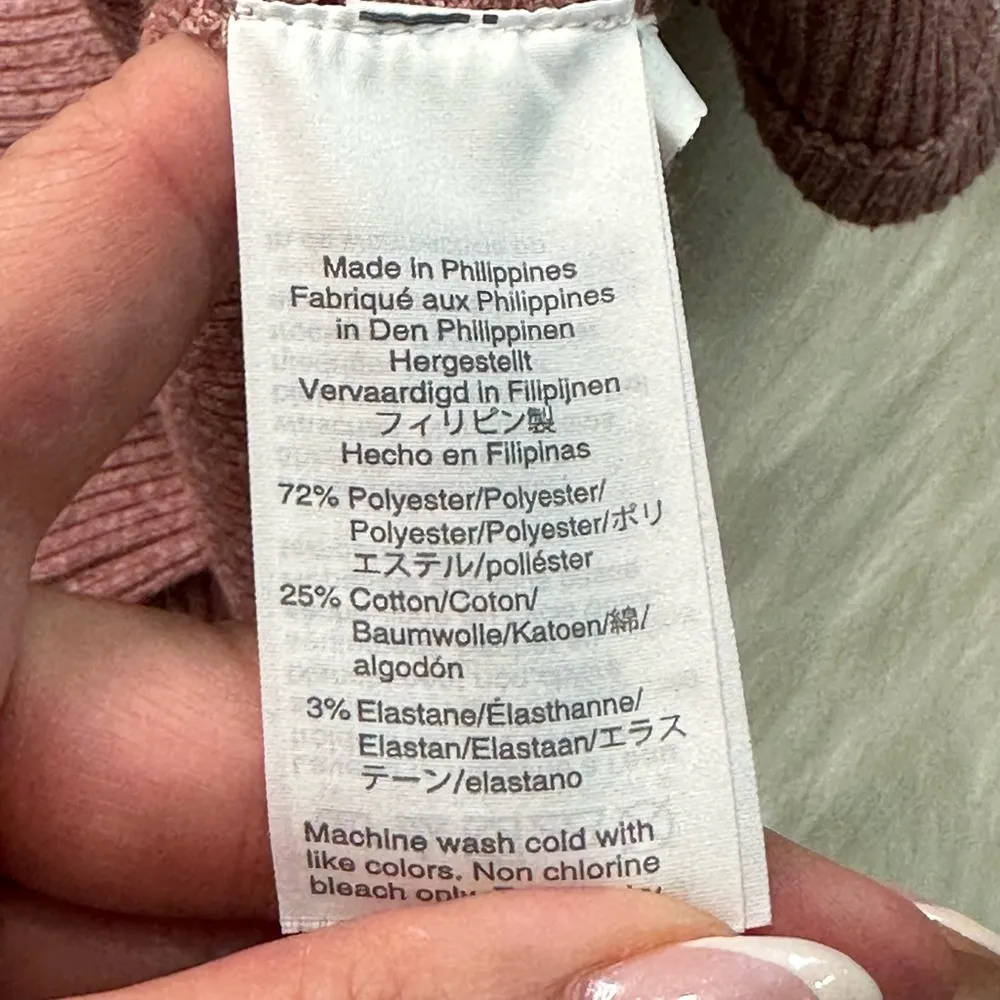 Made in Philippines
Fabriqué aux Philippines
in Den Philippinen
Hergestellt
Vervaardigd in Filipijnen
フィリピン製
Hecho en Filipinas
72% Polyester/Polyester/
Polyester/Polyester/ポリ
エステル/poliéster
25% Cotton/Coton/
Baumwolle/Katoen/綿/
algodón
3% Elastane/Élasthanne/
Elastan/Elastaan/エラス
テーン/elastano
Machine wash cold with
like colors. Non chlorine
bleach only.